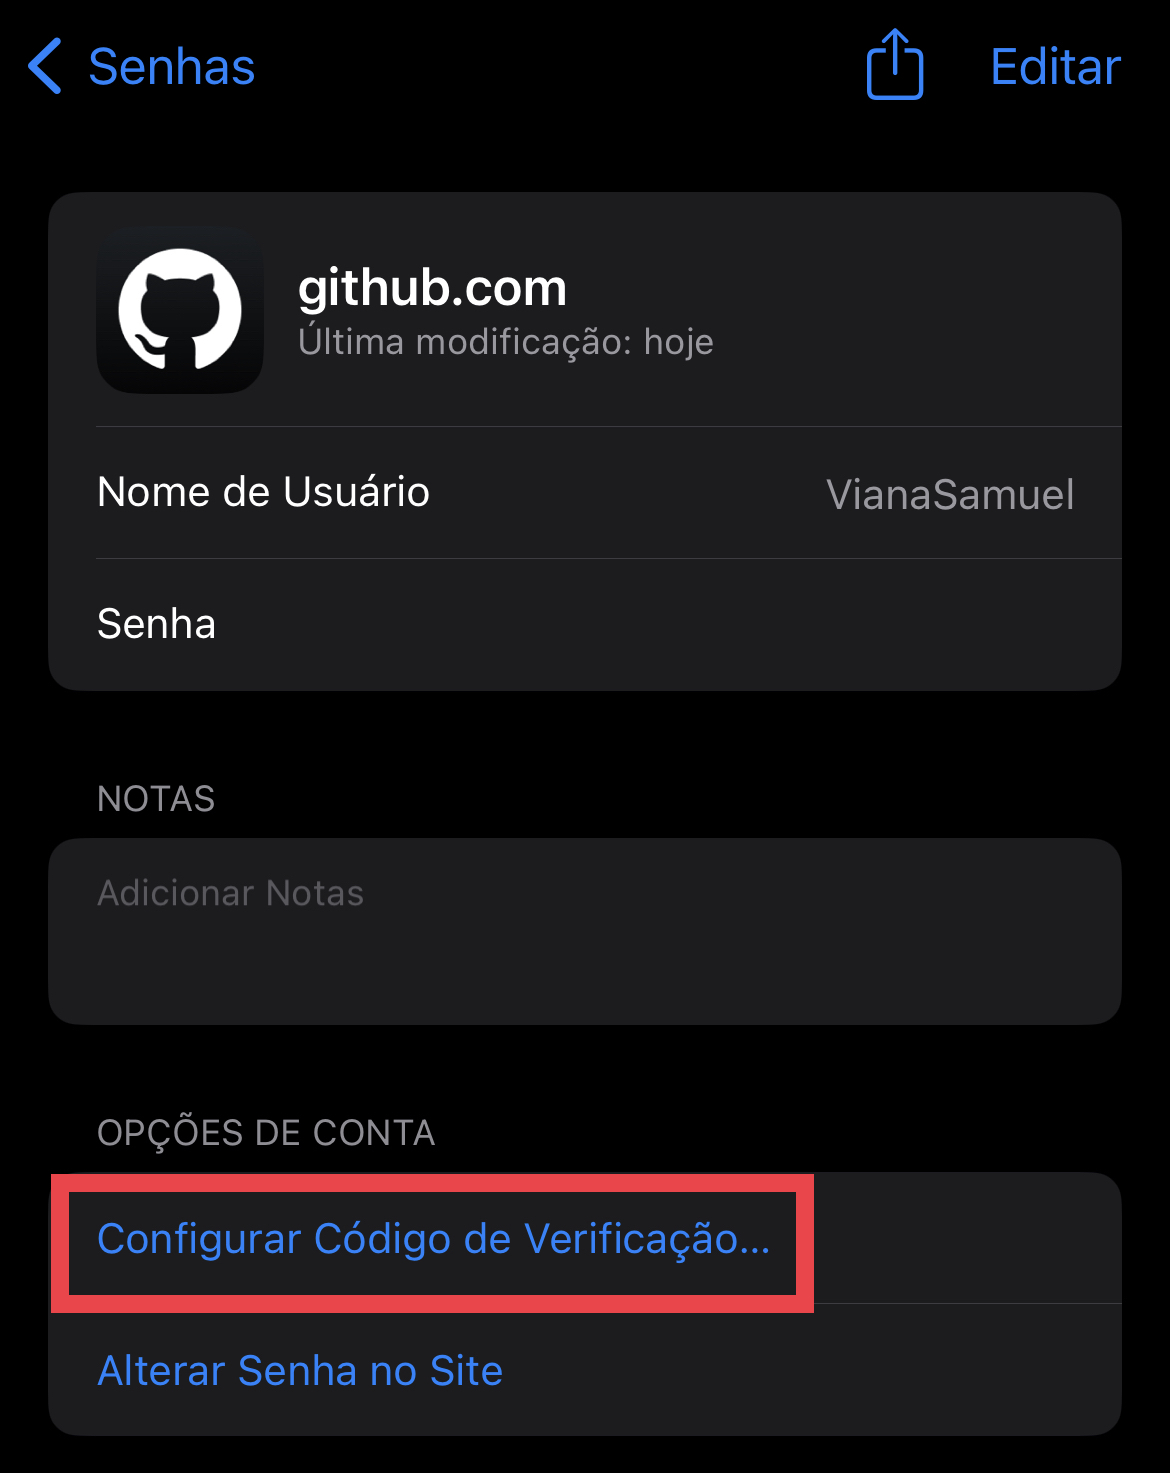 Senhas
Editar
github.com
Última modificação: hoje
Nome de Usuário
VianaSamuel
Senha
NOTAS
Adicionar Notas
OPÇÕES DE CONTA
Configurar Código de Verificação...
Alterar Senha no Site